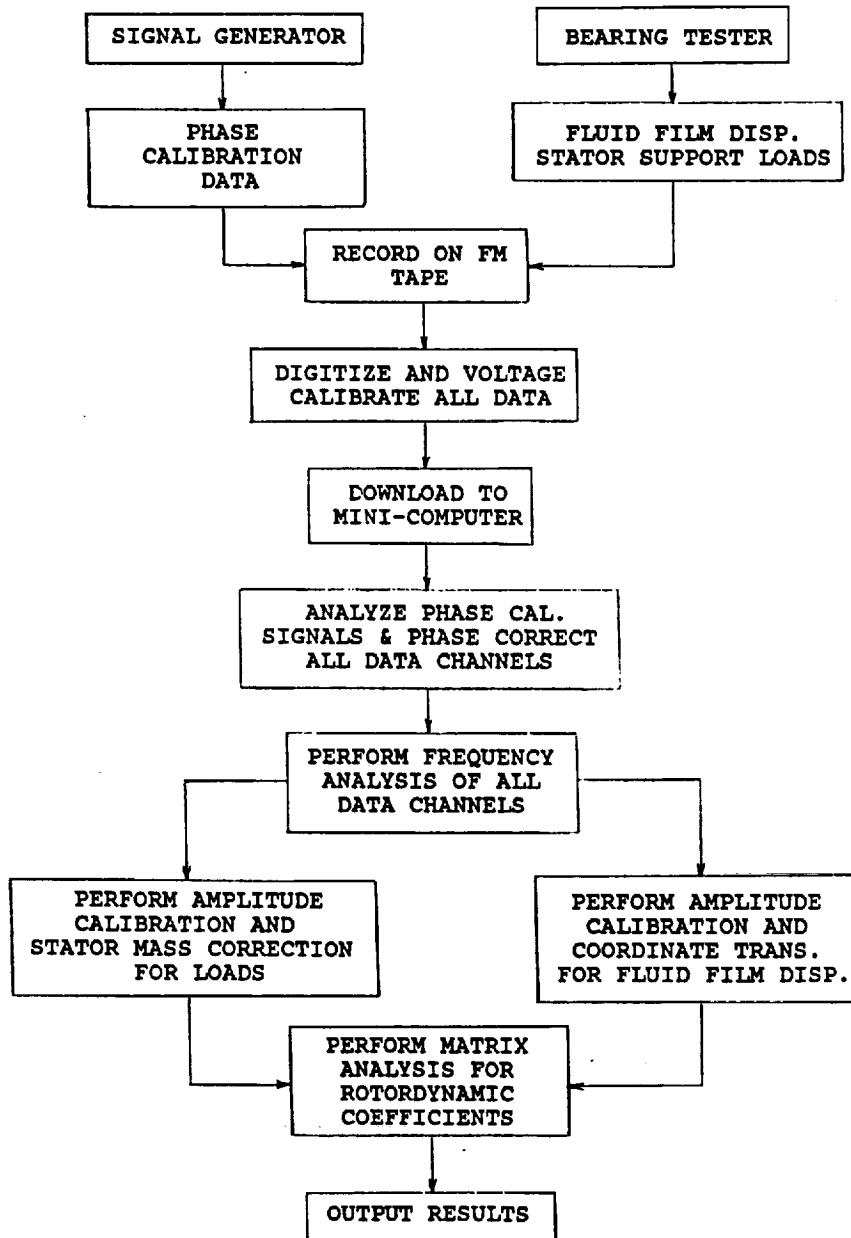 SIGNAL GENERATOR
BEARING TESTER
PHASE
CALIBRATION
DATA
FLUID FILM DISP.
STATOR SUPPORT LOADS
RECORD ON FM
TAPE
DIGITIZE AND VOLTAGE
CALIBRATE ALL DATA
DOWNLOAD TO
MINI-COMPUTER
ANALYZE PHASE CAL.
SIGNALS & PHASE CORRECT
ALL DATA CHANNELS
PERFORM FREQUENCY
ANALYSIS OF ALL
DATA CHANNELS
PERFORM AMPLITUDE
CALIBRATION AND
STATOR MASS CORRECTION
FOR LOADS
PERFORM AMPLITUDE
CALIBRATION AND
COORDINATE TRANS.
FOR FLUID FILM DISP.
PERFORM MATRIX
ANALYSIS FOR
ROTORDYNAMIC
COEFFICIENTS
OUTPUT RESULTS